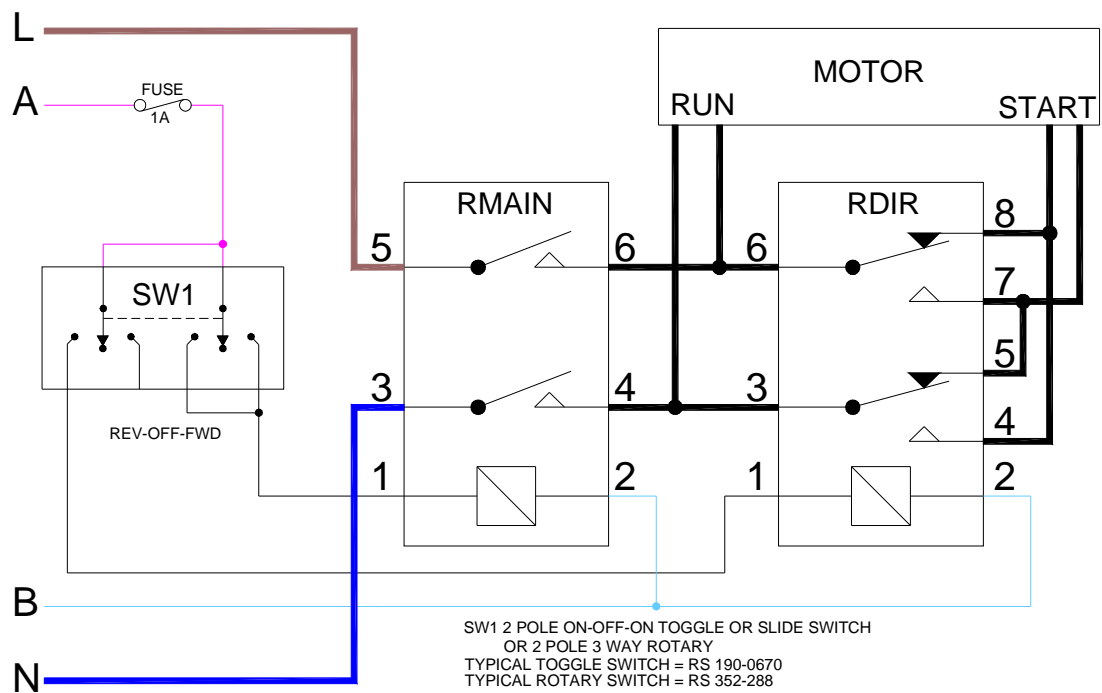 L
A
FUSE
1A
MOTOR
RUN
START
RMAIN
RDIR
5
6
6
8
7
SW1
5
3
4
3
4
REV-OFF-FWD
1
2
1
2
B
SW1 2 POLE ON-OFF-ON TOGGLE OR SLIDE SWITCH
OR 2 POLE 3 WAY ROTARY
TYPICAL TOGGLE SWITCH = RS 190-0670
TYPICAL ROTARY SWITCH = RS 352-288
N